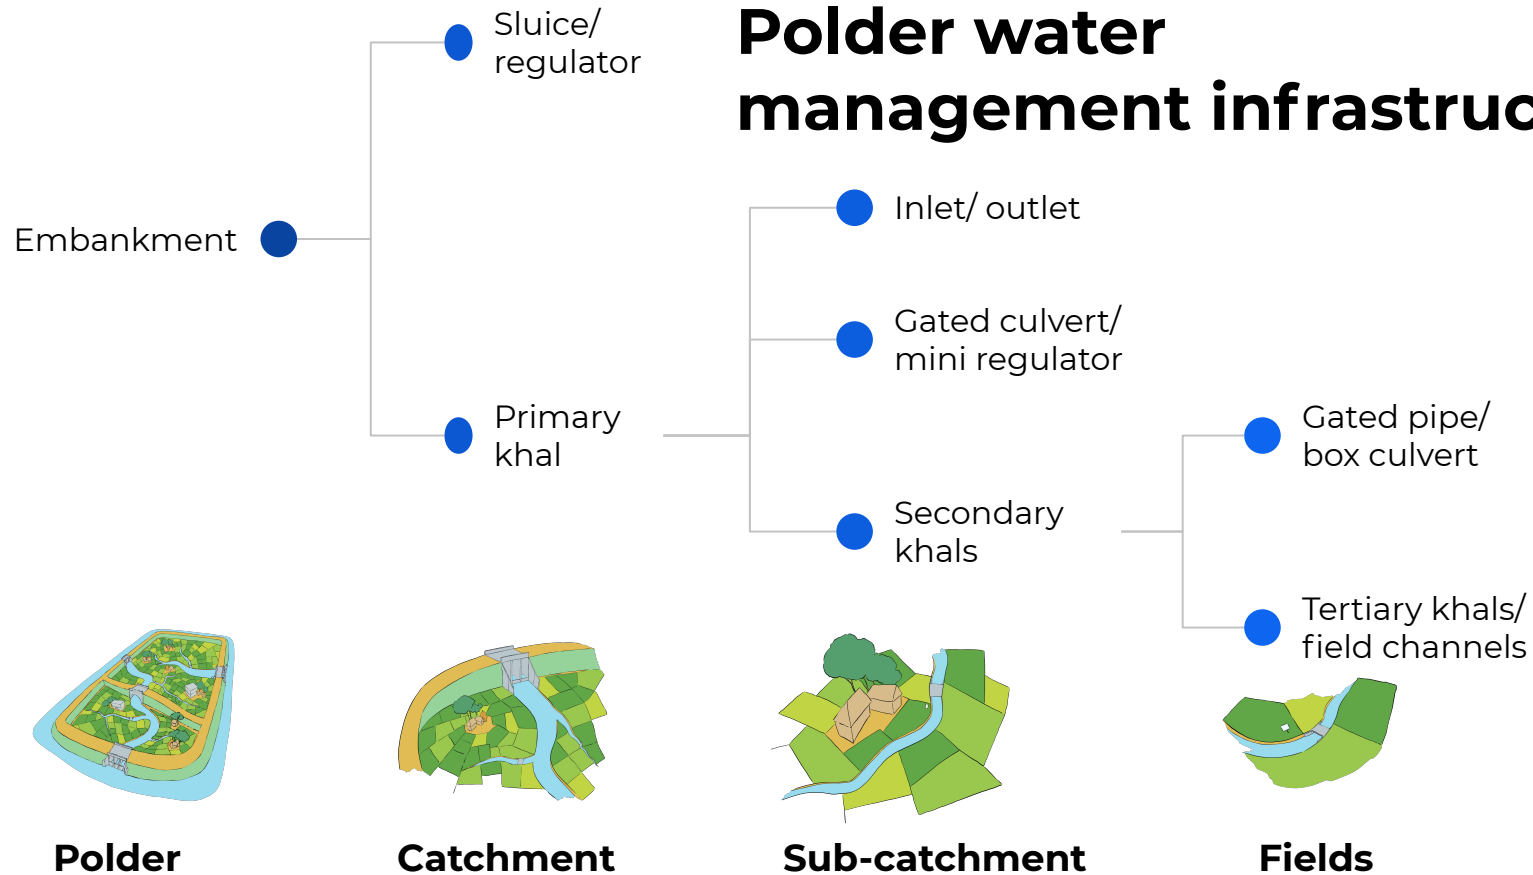 Polder water
management infrastruc
Sluice/
regulator
Embankment
Inlet/ outlet
Gated culvert/
mini regulator
Primary
khal
Gated pipe/
box culvert
Secondary
khals
Tertiary khals/
field channels
Polder
Catchment
Sub-catchment
Fields